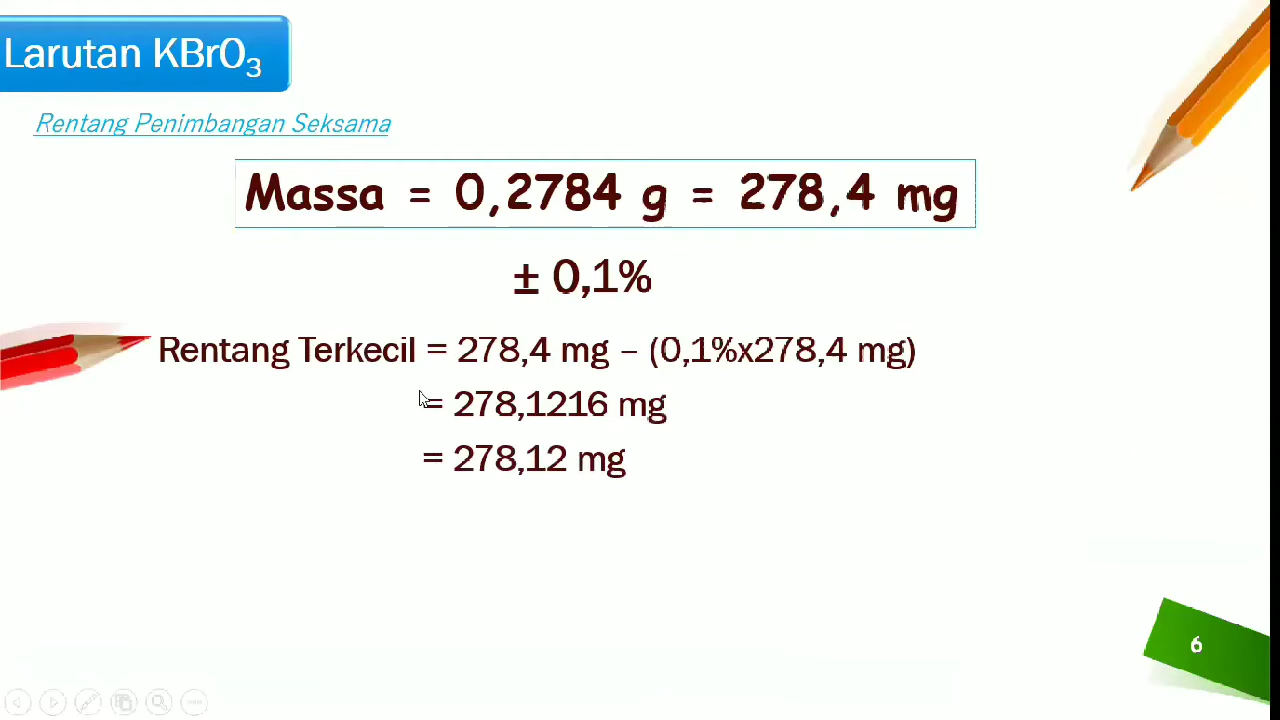 Larutan KBrO₃
Rentang Penimbangan Seksama
Massa = 0,2784 g = 278,4 mg
± 0,1%
Rentang Terkecil = 278,4 mg – (0,1%x278,4 mg)
= 278,1216 mg
= 278,12 mg
6